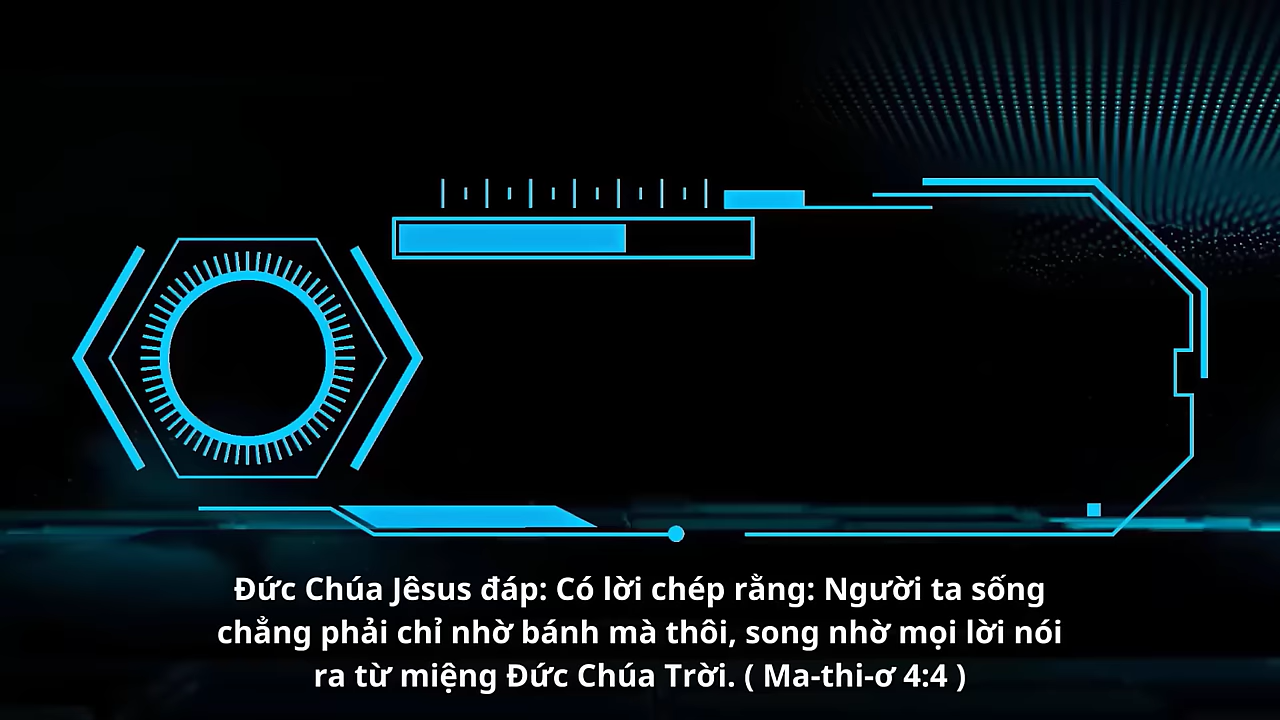 Đức Chúa Jêsus đáp: Có lời chép rằng: Người ta sống
chẳng phải chỉ nhờ bánh mà thôi, song nhờ mọi lời nói
ra từ miệng Đức Chúa Trời. ( Ma-thi-ơ 4:4 )